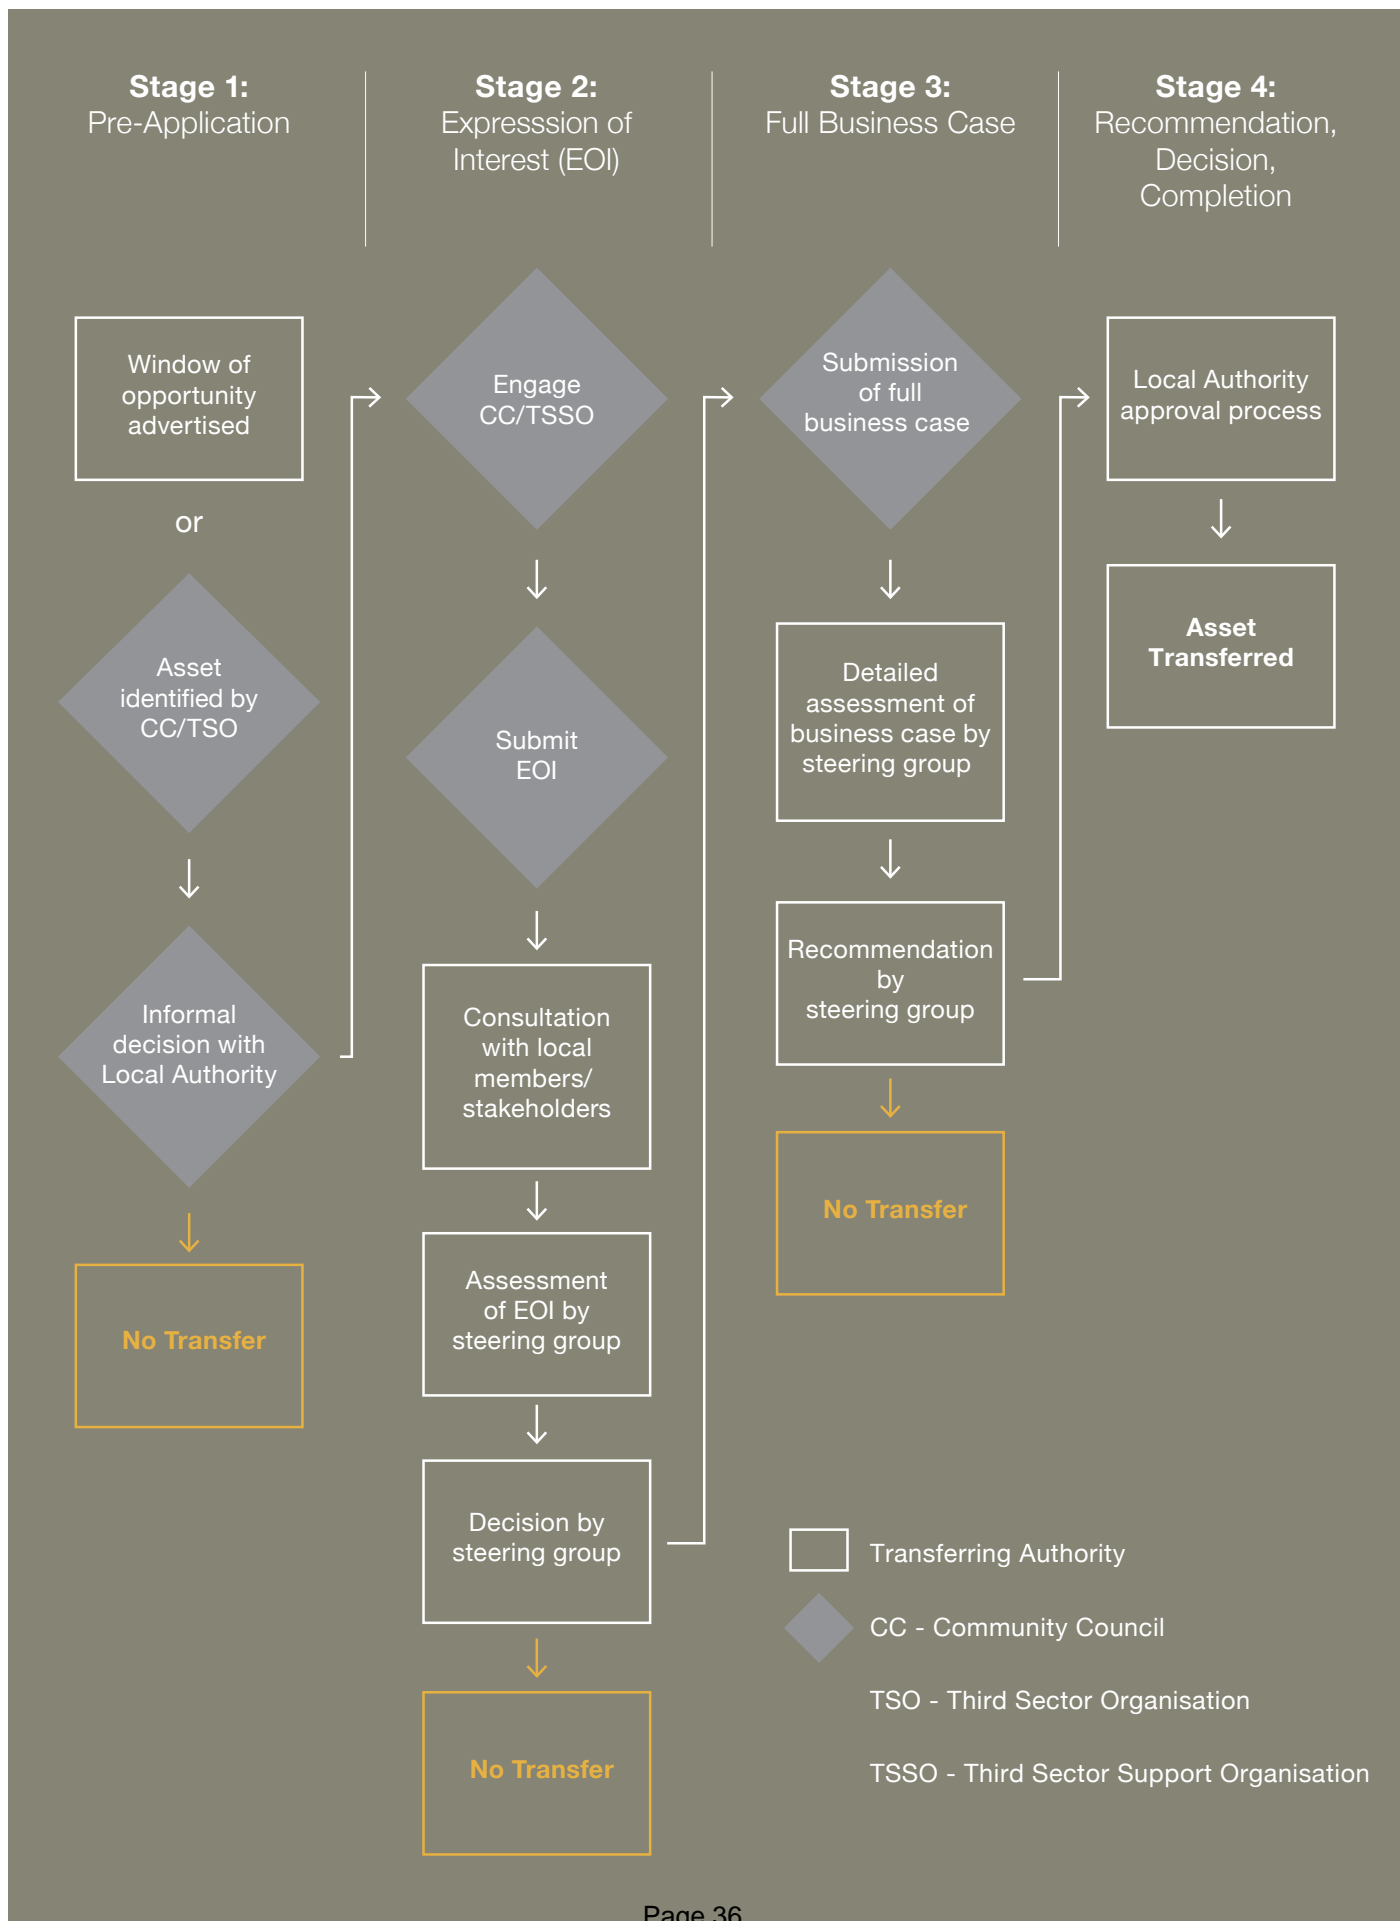 Stage 1:
Pre-Application
Stage 2:
Expresssion of
Interest (EOI)
Stage 3:
Full Business Case
Stage 4:
Recommendation,
Decision,
Completion
Window of
opportunity
advertised
or
Asset
identified by
CC/TSO
Informal
decision with
Local Authority
No Transfer
Engage
CC/TSSO
Submit
EOI
Consultation
with local
members/
stakeholders
Assessment
of EOI by
steering group
Decision by
steering group
No Transfer
Submission
of full
business case
Detailed
assessment of
business case by
steering group
Recommendation
by
steering group
No Transfer
Local Authority
approval process
Asset
Transferred
Transferring Authority
CC - Community Council
TSO - Third Sector Organisation
TSSO - Third Sector Support Organisation
Page 36